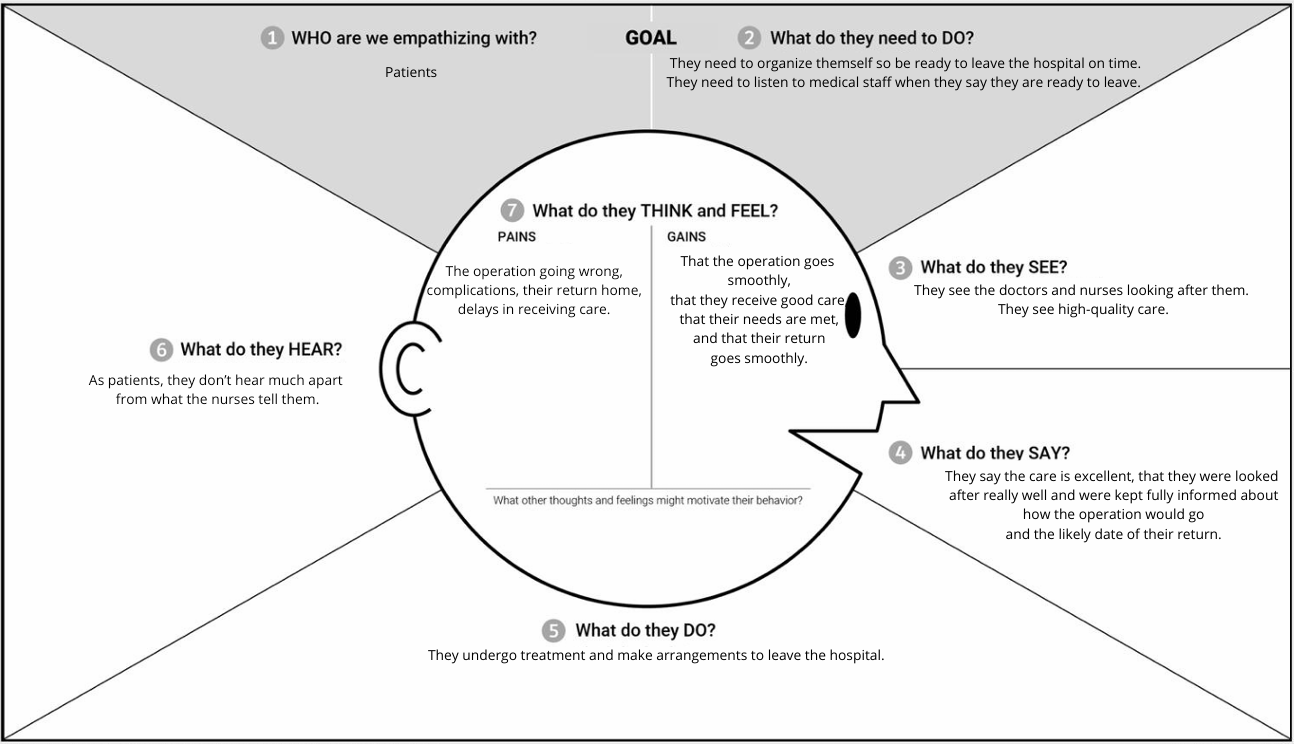 1 WHO are we empathizing with?
Patients
GOAL
2 What do they need to DO?
They need to organize themself so be ready to leave the hospital on time.
They need to listen to medical staff when they say they are ready to leave.
7 What do they THINK and FEEL?
PAINS
The operation going wrong,
complications, their return home,
delays in receiving care.
GAINS
That the operation goes
smoothly,
that they receive good care
that their needs are met,
and that their return
goes smoothly.
What other thoughts and feelings might motivate their behavior?
3 What do they SEE?
They see the doctors and nurses looking after them.
They see high-quality care.
4 What do they SAY?
They say the care is excellent, that they were looked
after really well and were kept fully informed about
how the operation would go
and the likely date of their return.
5 What do they DO?
They undergo treatment and make arrangements to leave the hospital.
6 What do they HEAR?
As patients, they don’t hear much apart
from what the nurses tell them.